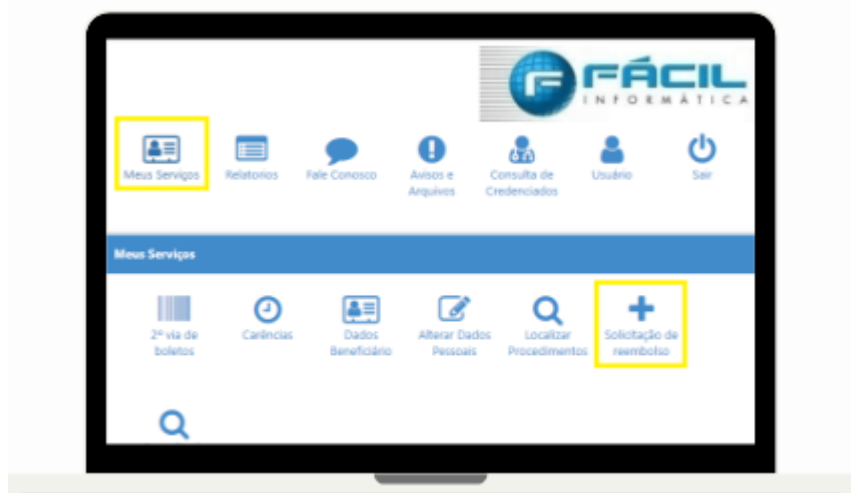 FÁCIL
INFORMÁTICA
Meus Serviços
Relatorios
Fale Conosco
Avisos e
Arquivos
Consulta de
Credenciados
Usuário
Sair
Meus Serviços
2º via de
boletos
Carências
Dados
Beneficiário
Alterar Dados
Pessoais
Localizar
Procedimentos
Solicitação de
reembolso